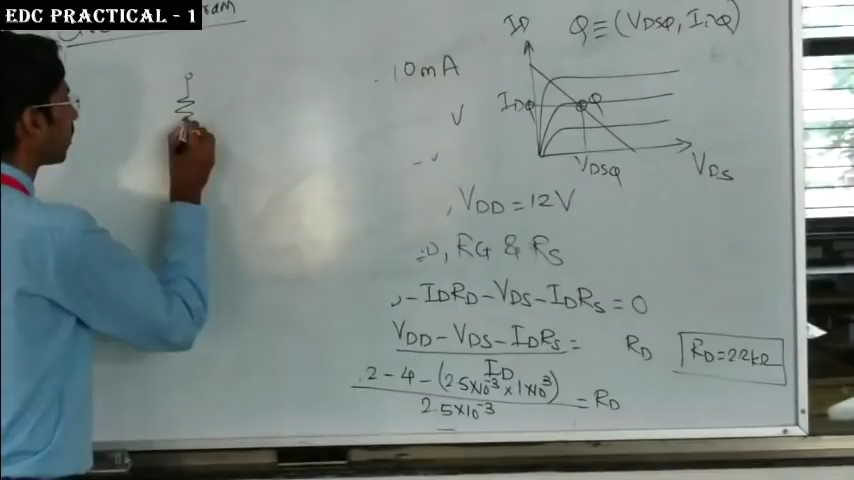 EDC PRACTICAL - 1
ID
Q≡(VDSQ, IDQ)
10mA
IDQ
Q
V
VDSQ
VDS
VDD = 12V
D, RG & RS
- IDRD - VDS - IDRS = 0
VDD - VDS - IDRS = RD
ID
RD = 2.2kΩ
2 - 4 - (2.5×10⁻³ × 1×10³) = RD
2.5×10⁻³